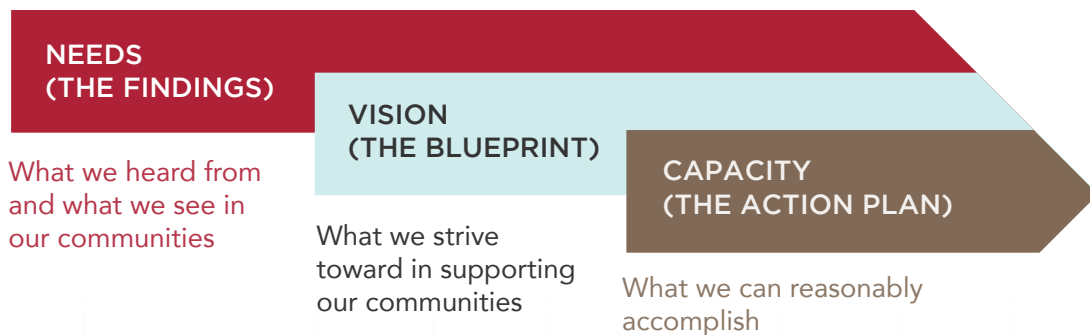 NEEDS
(THE FINDINGS)
What we heard from
and what we see in
our communities
VISION
(THE BLUEPRINT)
What we strive
toward in supporting
our communities
CAPACITY
(THE ACTION PLAN)
What we can reasonably
accomplish